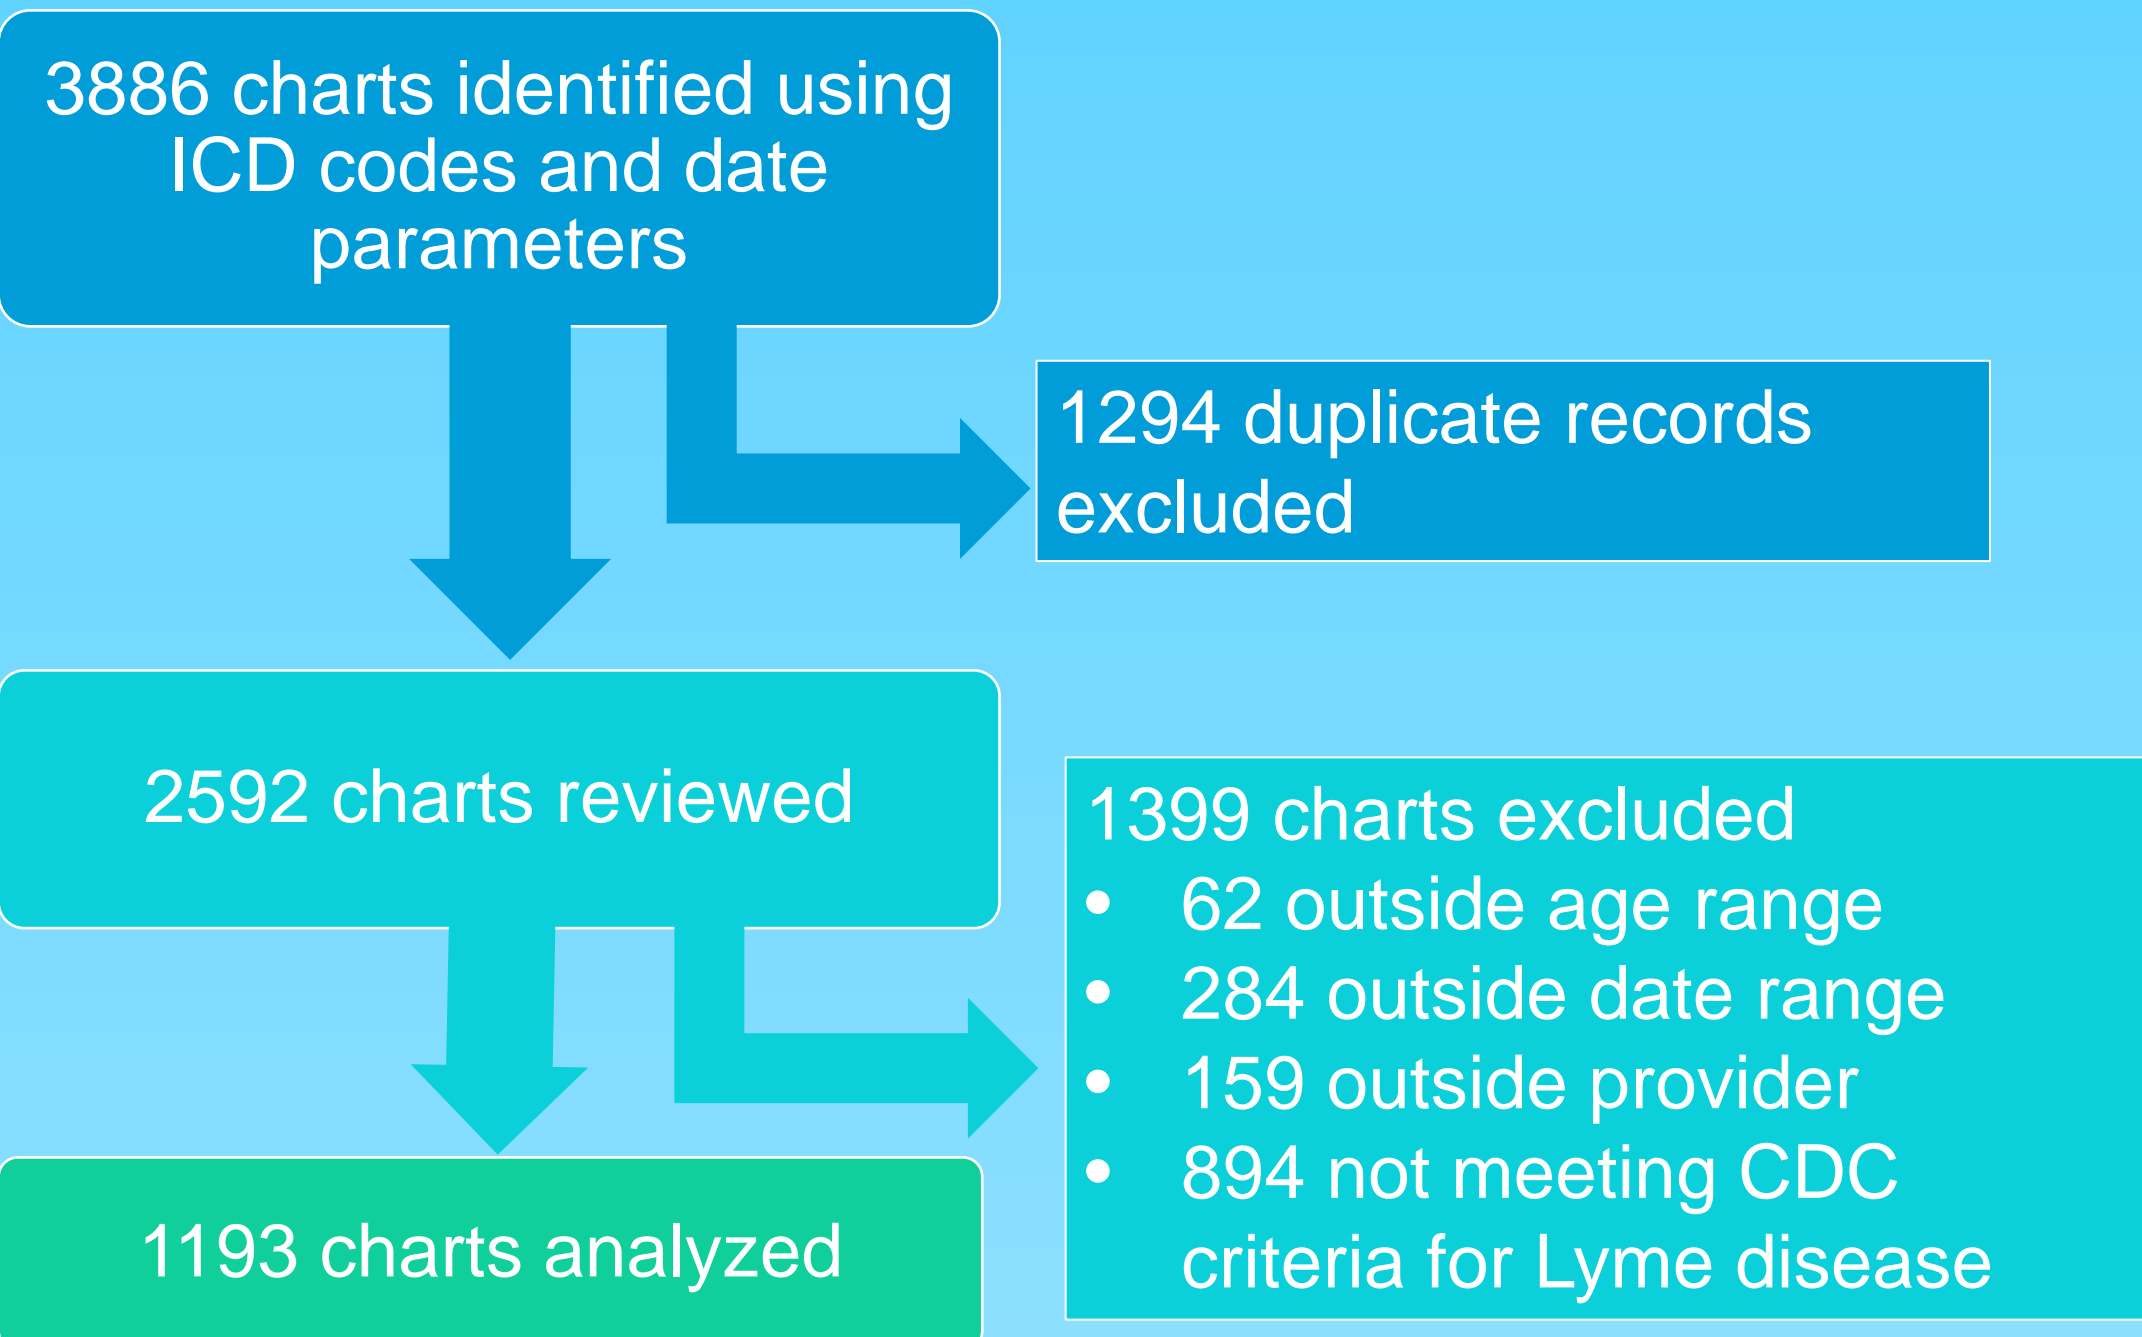 3886 charts identified using
ICD codes and date
parameters
1294 duplicate records
excluded
2592 charts reviewed
1399 charts excluded
• 62 outside age range
• 284 outside date range
• 159 outside provider
• 894 not meeting CDC
criteria for Lyme disease
1193 charts analyzed